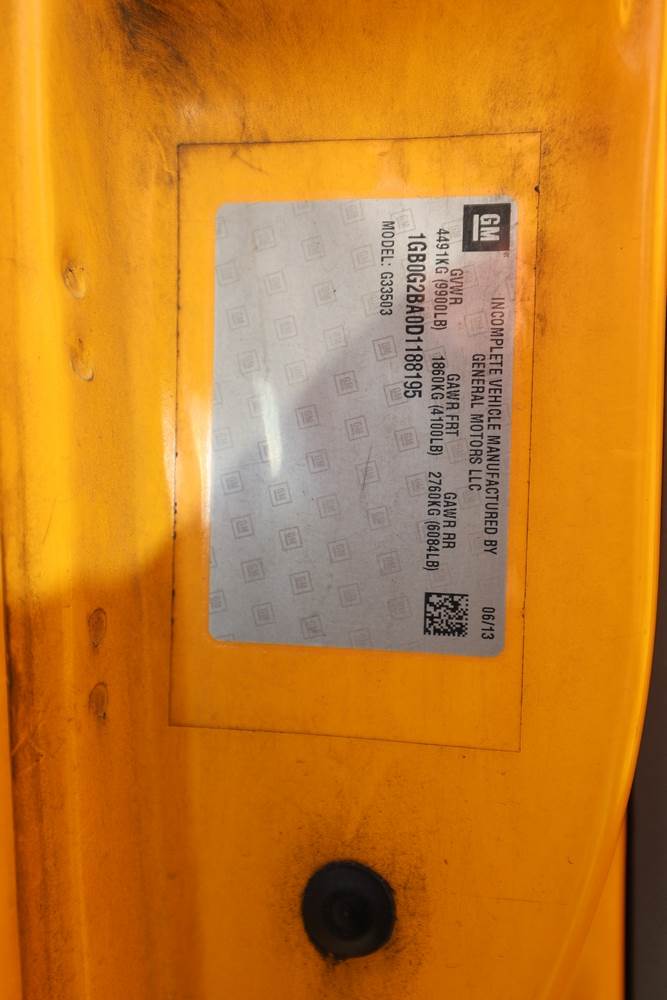 GM
INCOMPLETE VEHICLE MANUFACTURED BY
GENERAL MOTORS LLC
06/13
GVWR GAWR FRT GAWR RR
4491KG (9900LB) 1860KG (4100LB) 2760KG (6084LB)
1GB0G2BA0D1188195
MODEL: G33503